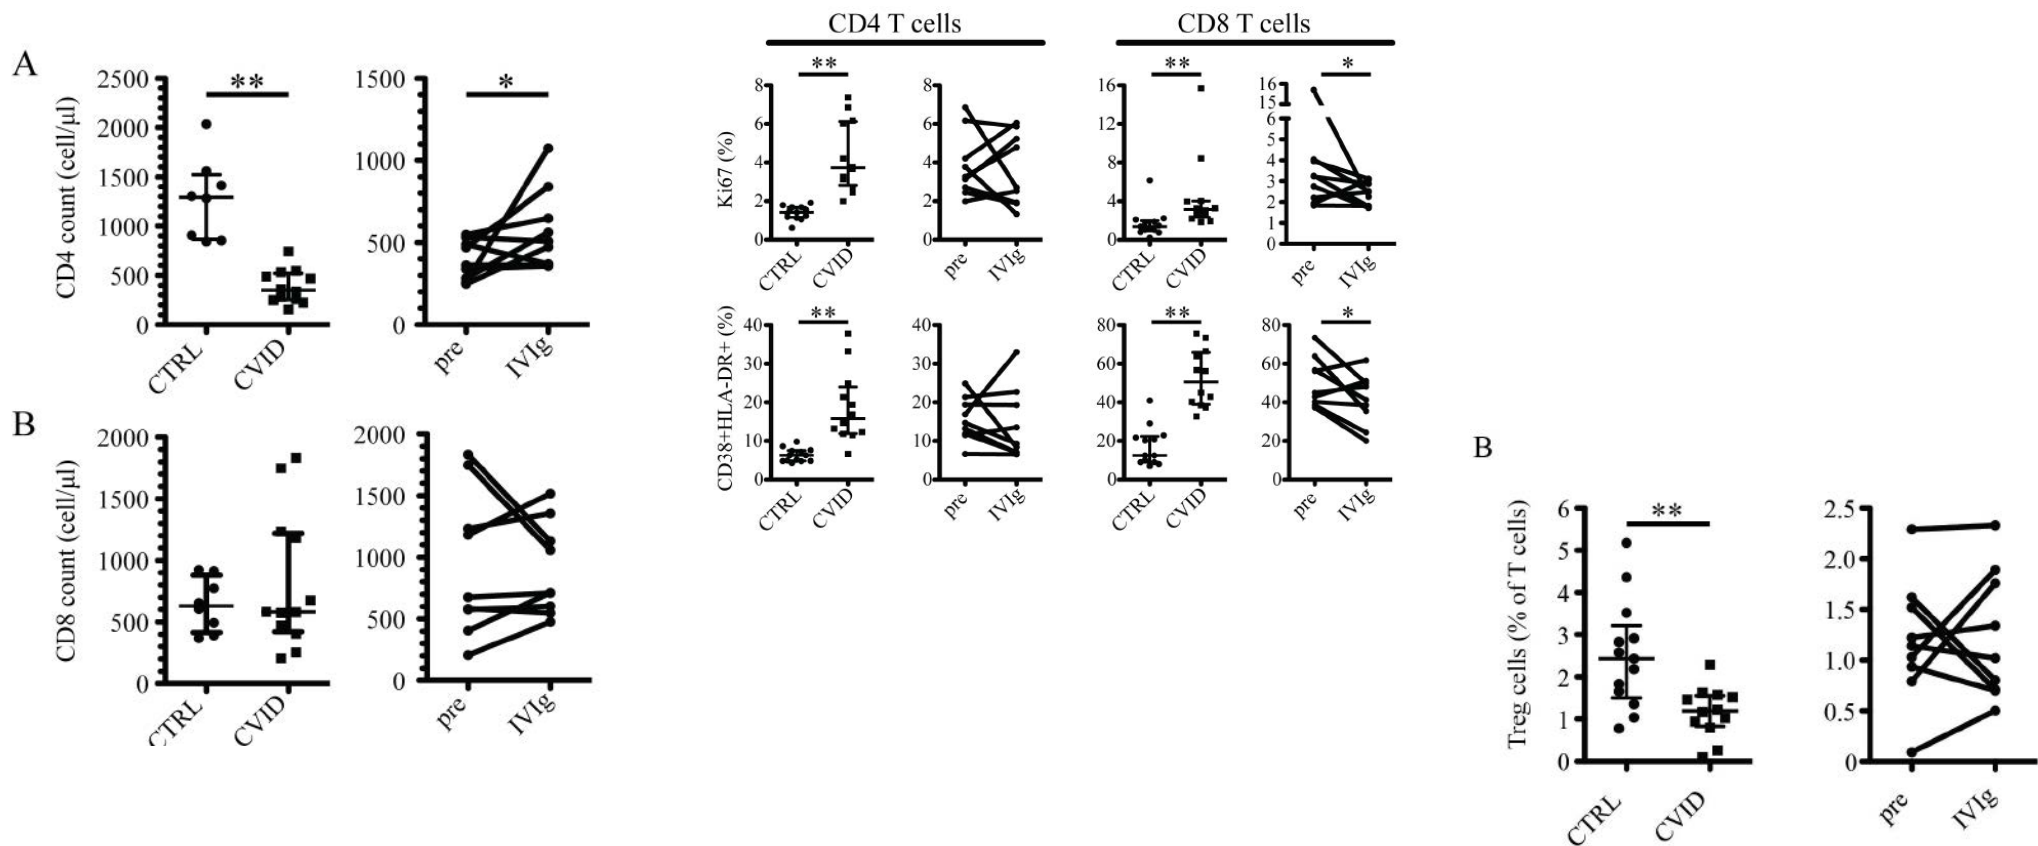 A
CD4 count (cell/µl)
2500
2000
1500
1000
500
0
**
CTRL
CVID
1500
1000
500
0
*
pre
IVIg
B
CD8 count (cell/µl)
2000
1500
1000
500
0
CTRL
CVID
2000
1500
1000
500
0
pre
IVIg
CD4 T cells
CD8 T cells
Ki67 (%)
8
6
4
2
0
**
CTRL
CVID
8
6
4
2
0
pre
IVIg
16
12
8
4
0
**
CTRL
CVID
16
15
6
5
4
3
2
1
0
*
pre
IVIg
CD38+HLA-DR+ (%)
40
30
20
10
0
**
CTRL
CVID
40
30
20
10
0
pre
IVIg
80
60
40
20
0
**
CTRL
CVID
80
60
40
20
0
*
pre
IVIg
B
Treg cells (% of T cells)
6
5
4
3
2
1
0
**
CTRL
CVID
2.5
2.0
1.5
1.0
0.5
0
pre
IVIg